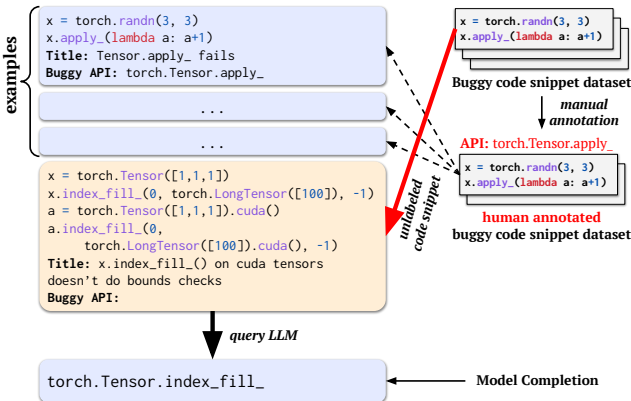 examples
x = torch.randn(3, 3)
x.apply_(lambda a: a+1)
Title: Tensor.apply_ fails
Buggy API: torch.Tensor.apply_
...
...
x = torch.Tensor([1,1,1])
x.index_fill_(0, torch.LongTensor([100]), -1)
a = torch.Tensor([1,1,1]).cuda()
a.index_fill_(0,
torch.LongTensor([100]).cuda(), -1)
Title: x.index_fill_() on cuda tensors
doesn't do bounds checks
Buggy API:
query LLM
torch.Tensor.index_fill_
Model Completion
x = torch.randn(3, 3)
x.apply_(lambda a: a+1)
Buggy code snippet dataset
manual
annotation
API: torch.Tensor.apply_
x = torch.randn(3, 3)
x.apply_(lambda a: a+1)
human annotated
buggy code snippet dataset
unlabeled
code snippet